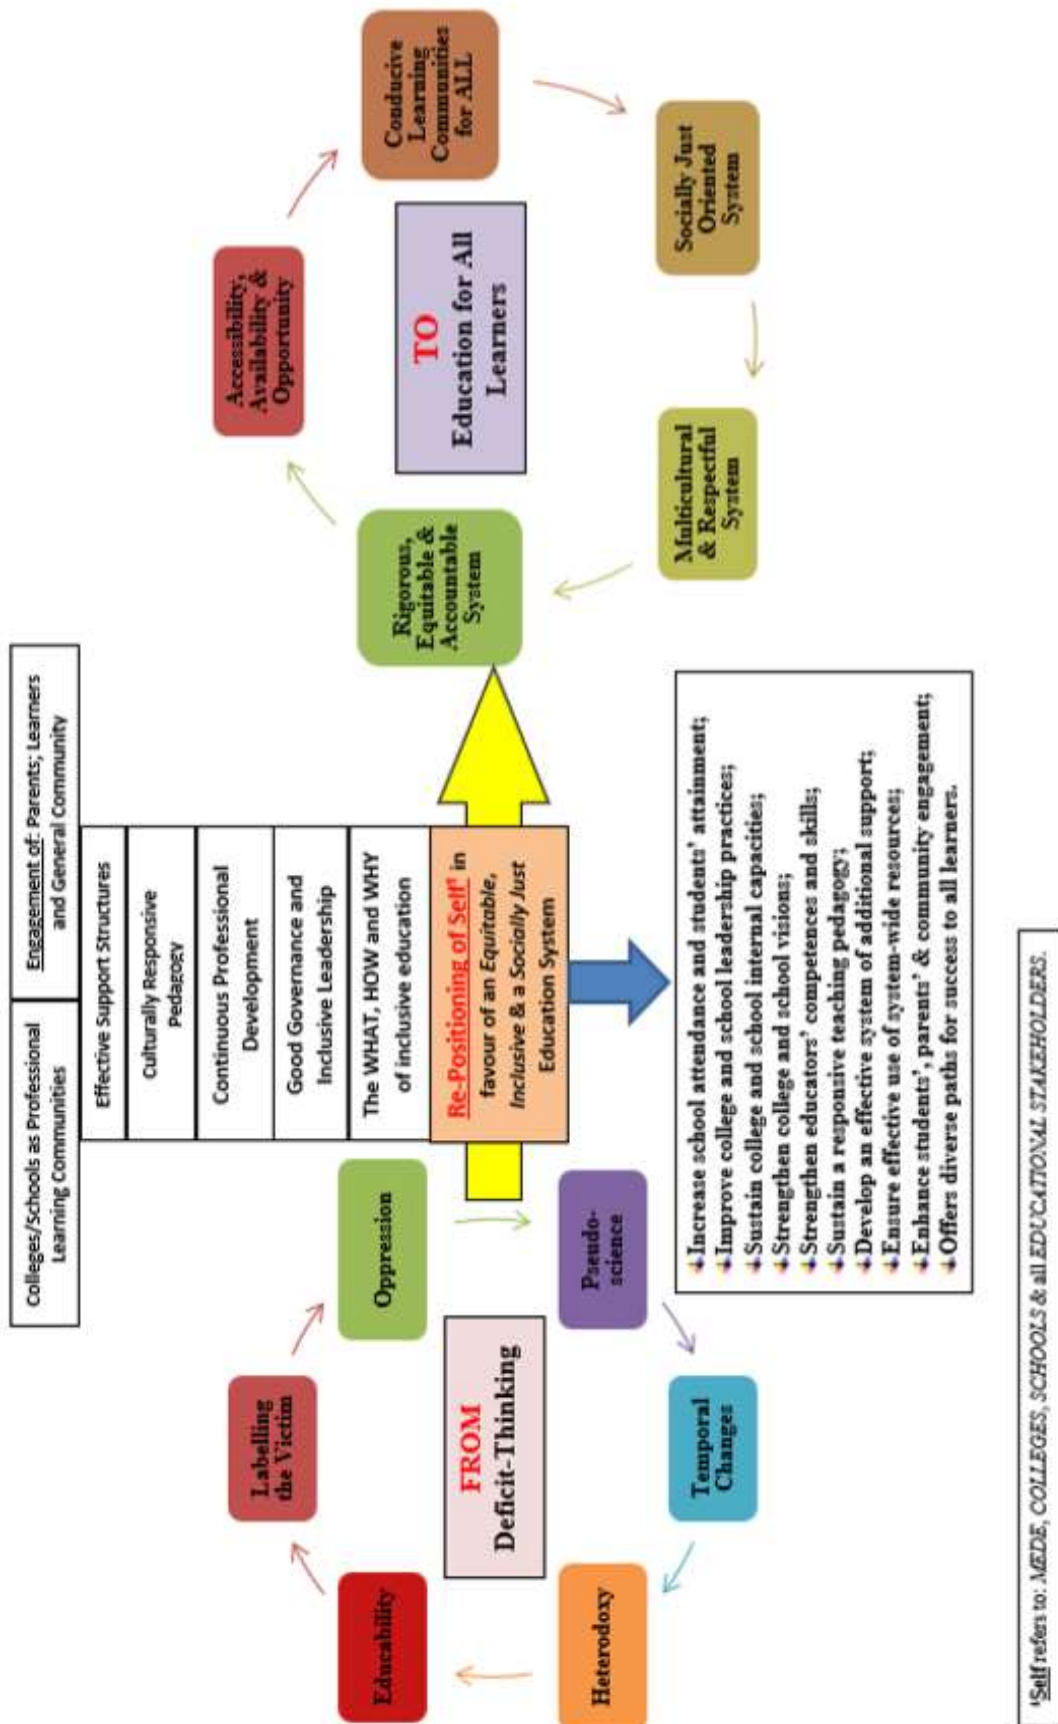 Colleges/Schools as Professional
Learning Communities
Engagement of: Parents; Learners
and General Community
Effective Support Structures
Culturally Responsive
Pedagogy
Continuous Professional
Development
Good Governance and
Inclusive Leadership
The WHAT, HOW and WHY
of inclusive education
Re-Positioning of Self¹ in
favour of an Equitable,
Inclusive & a Socially Just
Education System
Labelling
the Victim
Oppression
Pseudo-
science
Temporal
Changes
Heterodoxy
Educability
FROM
Deficit-Thinking
Accessibility,
Availability &
Opportunity
Conducive
Learning
Communities
for ALL
Socially Just
Oriented
System
Multicultural
& Respectful
System
Rigorous,
Equitable &
Accountable
System
TO
Education for All
Learners
Increase school attendance and students' attainment;
Improve college and school leadership practices;
Sustain college and school internal capacities;
Strengthen college and school visions;
Strengthen educators' competences and skills;
Sustain a responsive teaching pedagogy;
Develop an effective system of additional support;
Ensure effective use of system-wide resources;
Enhance students', parents' & community engagement;
Offers diverse paths for success to all learners.
¹Self refers to: MEDE, COLLEGES, SCHOOLS & all EDUCATIONAL STAKEHOLDERS.